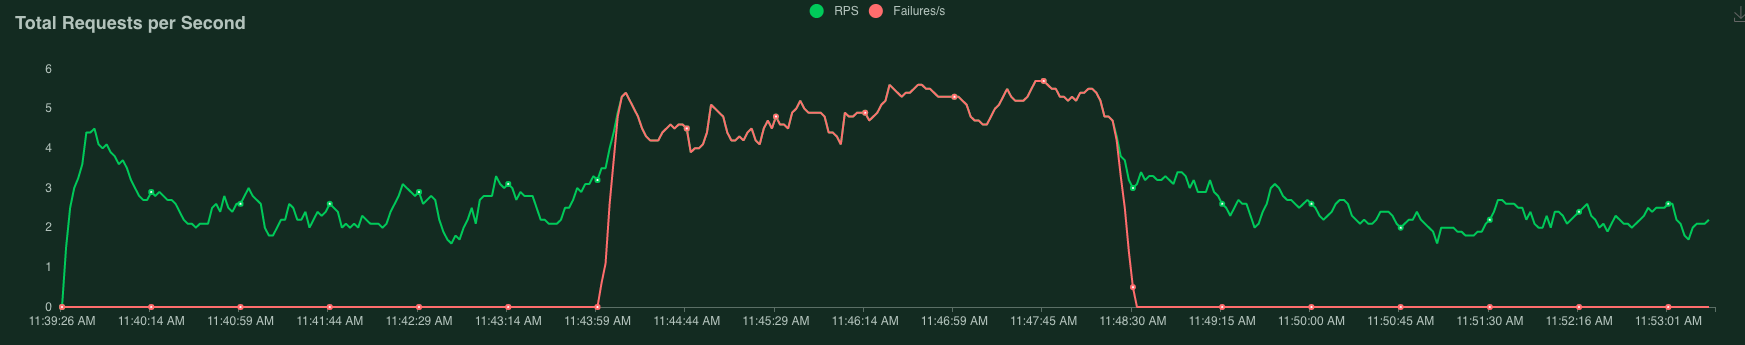 Total Requests per Second
RPS Failures/s
6
5
4
3
2
1
0
11:39:26 AM 11:40:14 AM 11:40:59 AM 11:41:44 AM 11:42:29 AM 11:43:14 AM 11:43:59 AM 11:44:44 AM 11:45:29 AM 11:46:14 AM 11:46:59 AM 11:47:45 AM 11:48:30 AM 11:49:15 AM 11:50:00 AM 11:50:45 AM 11:51:30 AM 11:52:16 AM 11:53:01 AM